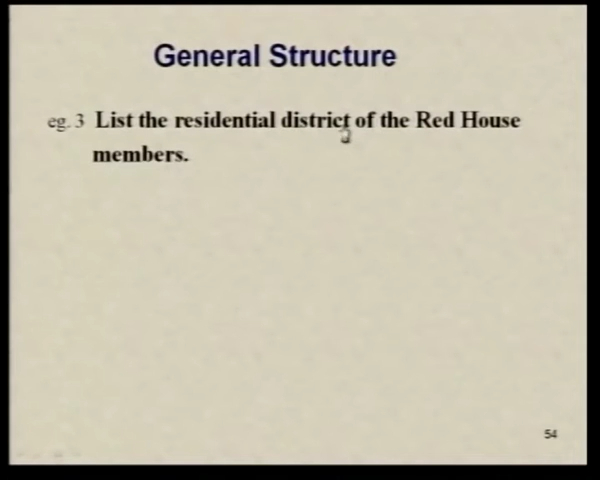 General Structure
eg. 3 List the residential district of the Red House
members.
54